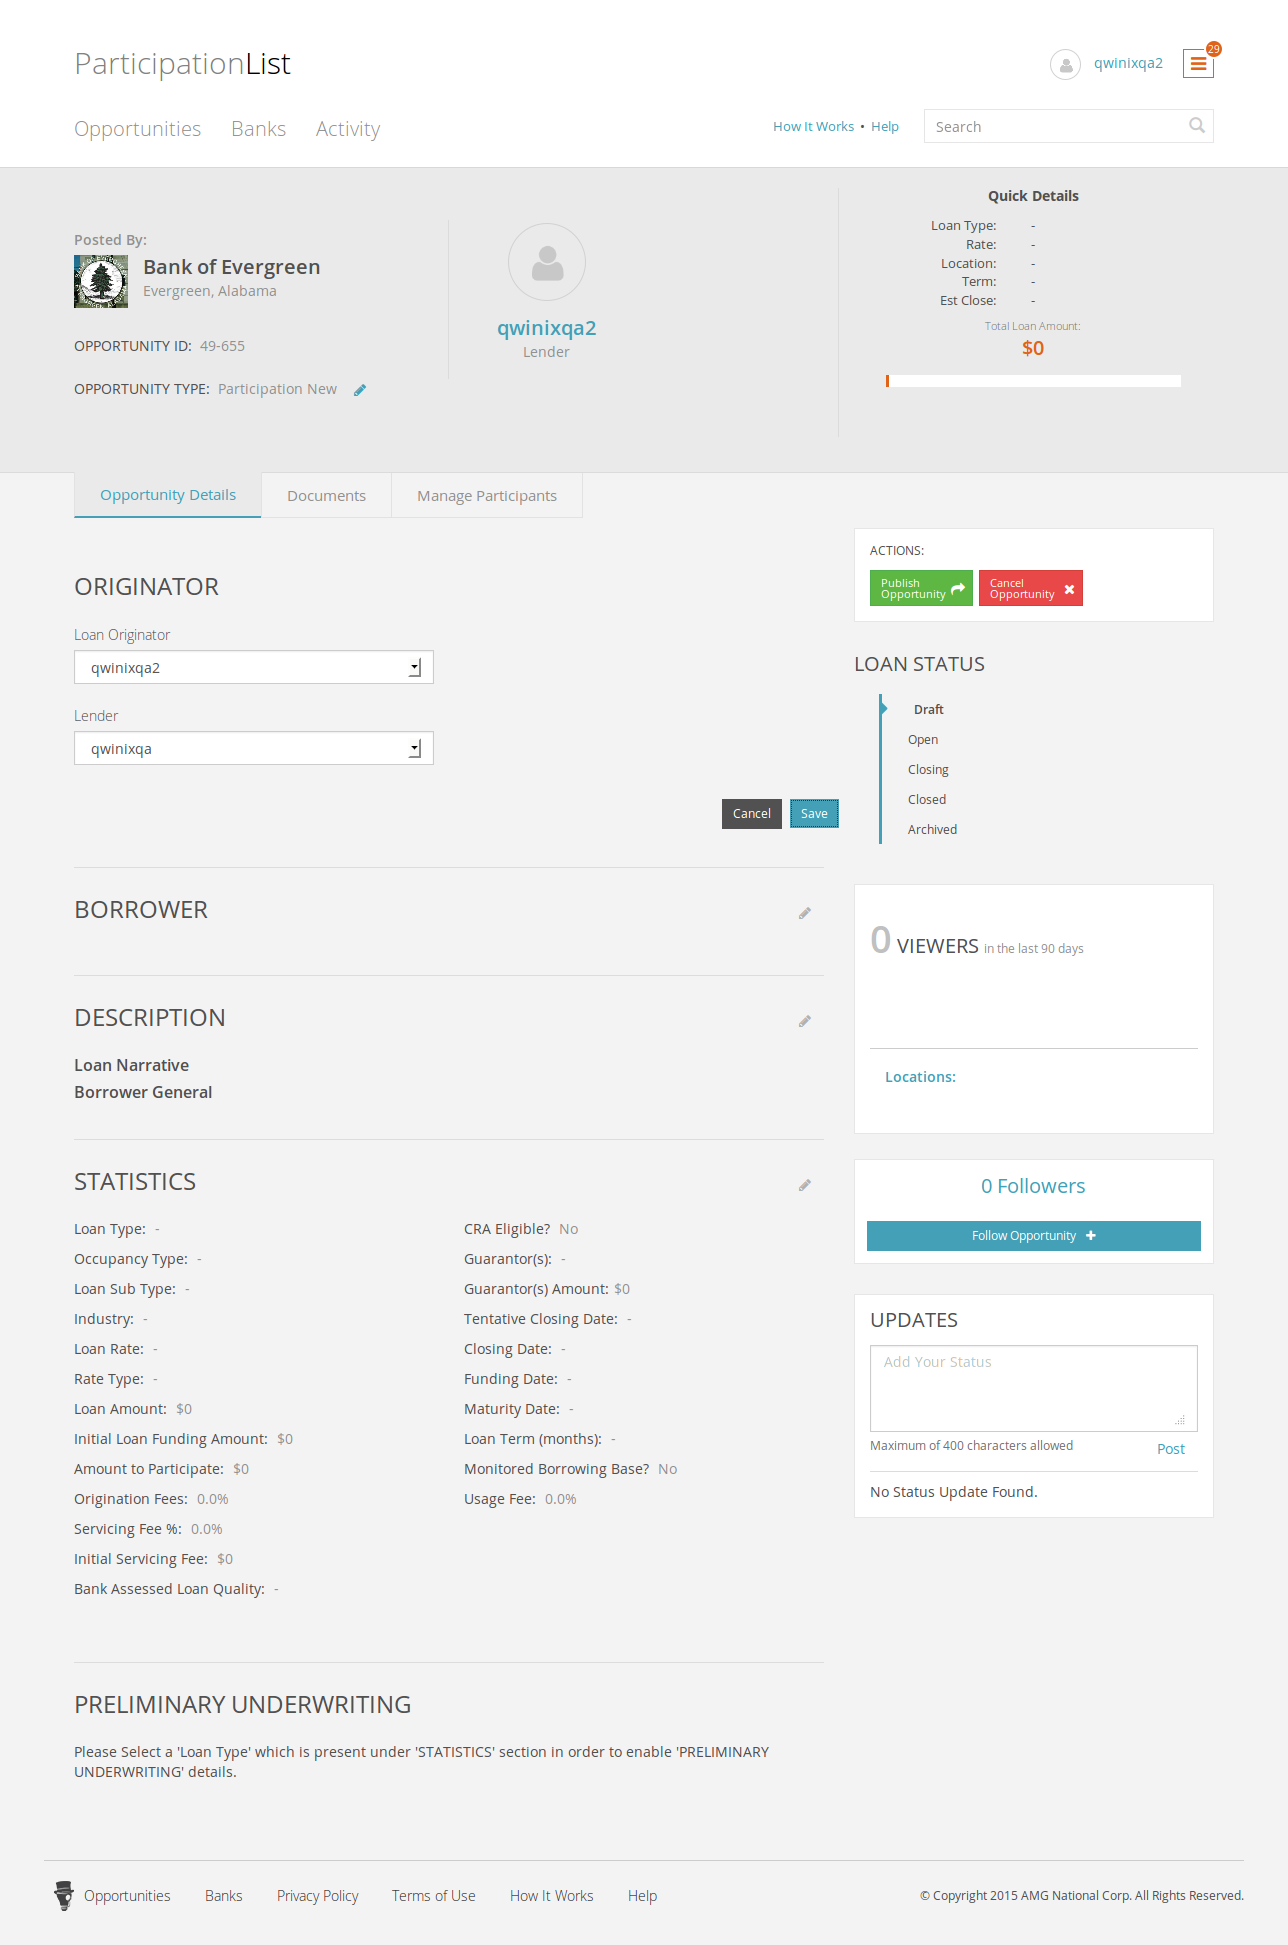 ParticipationList
qwinixqa2
29
Opportunities Banks Activity
How It Works • Help
Search
Posted By:
Bank of Evergreen
Evergreen, Alabama
OPPORTUNITY ID: 49-655
OPPORTUNITY TYPE: Participation New
qwinixqa2
Lender
Quick Details
Loan Type: -
Rate: -
Location: -
Term: -
Est Close: -
Total Loan Amount:
$0
Opportunity Details
Documents
Manage Participants
ORIGINATOR
Loan Originator
qwinixqa2
Lender
qwinixqa
Cancel
Save
BORROWER
DESCRIPTION
Loan Narrative
Borrower General
STATISTICS
Loan Type: -
Occupancy Type: -
Loan Sub Type: -
Industry: -
Loan Rate: -
Rate Type: -
Loan Amount: $0
Initial Loan Funding Amount: $0
Amount to Participate: $0
Origination Fees: 0.0%
Servicing Fee %: 0.0%
Initial Servicing Fee: $0
Bank Assessed Loan Quality: -
CRA Eligible? No
Guarantor(s): -
Guarantor(s) Amount: $0
Tentative Closing Date: -
Closing Date: -
Funding Date: -
Maturity Date: -
Loan Term (months): -
Monitored Borrowing Base? No
Usage Fee: 0.0%
PRELIMINARY UNDERWRITING
Please Select a 'Loan Type' which is present under 'STATISTICS' section in order to enable 'PRELIMINARY
UNDERWRITING' details.
ACTIONS:
Publish
Opportunity
Cancel
Opportunity
LOAN STATUS
Draft
Open
Closing
Closed
Archived
0 VIEWERS in the last 90 days
Locations:
0 Followers
Follow Opportunity
UPDATES
Add Your Status
Maximum of 400 characters allowed
Post
No Status Update Found.
Opportunities Banks Privacy Policy Terms of Use How It Works Help
© Copyright 2015 AMG National Corp. All Rights Reserved.